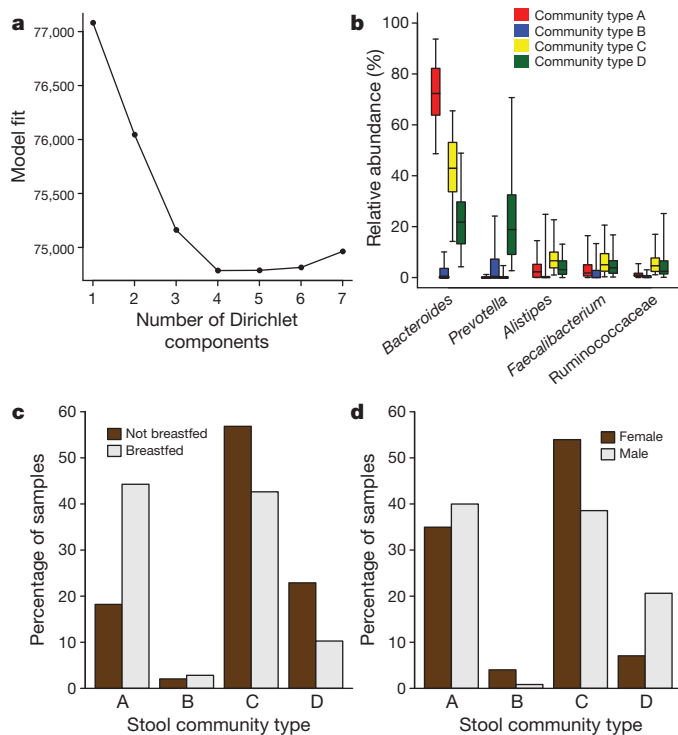 a
77,000
76,500
76,000
75,500
75,000
Model fit
1 2 3 4 5 6 7
Number of Dirichlet
components
b
Community type A
Community type B
Community type C
Community type D
100
80
60
40
20
0
Relative abundance (%)
Bacteroides
Prevotella
Alistipes
Faecalibacterium
Ruminococcaceae
c
Not breastfed
Breastfed
60
50
40
30
20
10
0
Percentage of samples
A B C D
Stool community type
d
Female
Male
60
50
40
30
20
10
0
Percentage of samples
A B C D
Stool community type